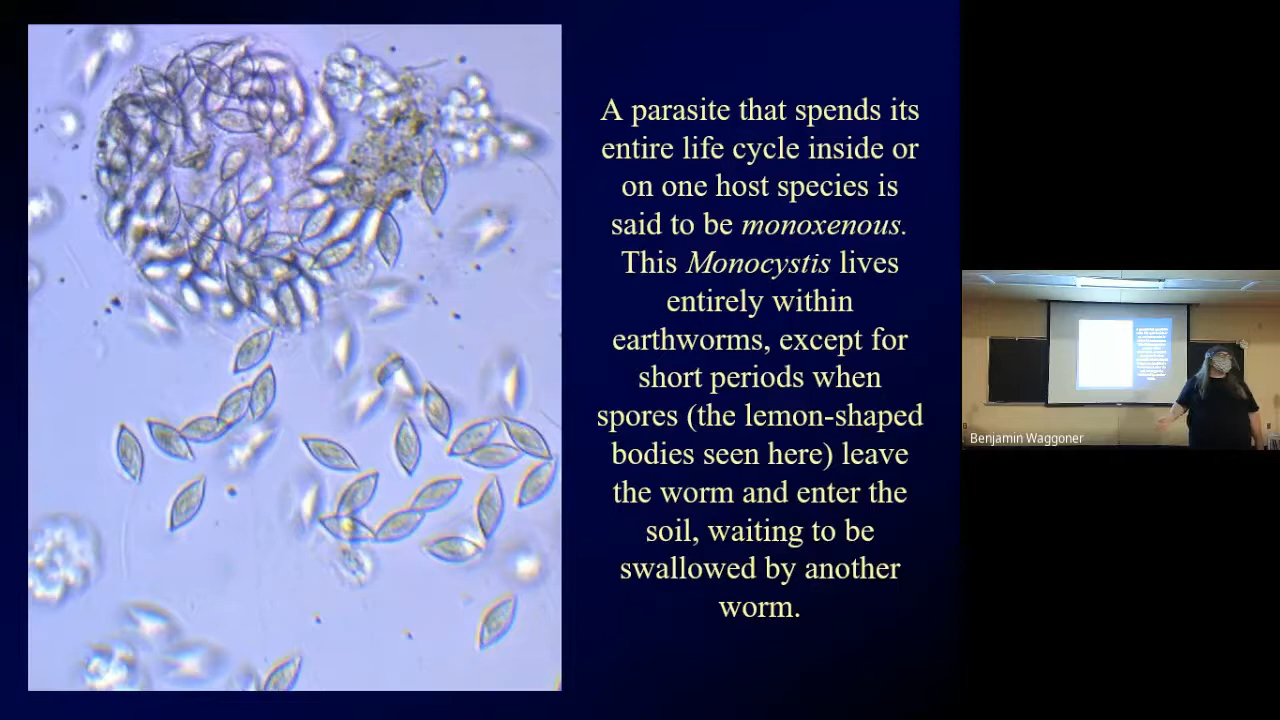 A parasite that spends its
entire life cycle inside or
on one host species is
said to be monoxenous.
This Monocystis lives
entirely within
earthworms, except for
short periods when
spores (the lemon-shaped
bodies seen here) leave
the worm and enter the
soil, waiting to be
swallowed by another
worm.
Benjamin Waggoner